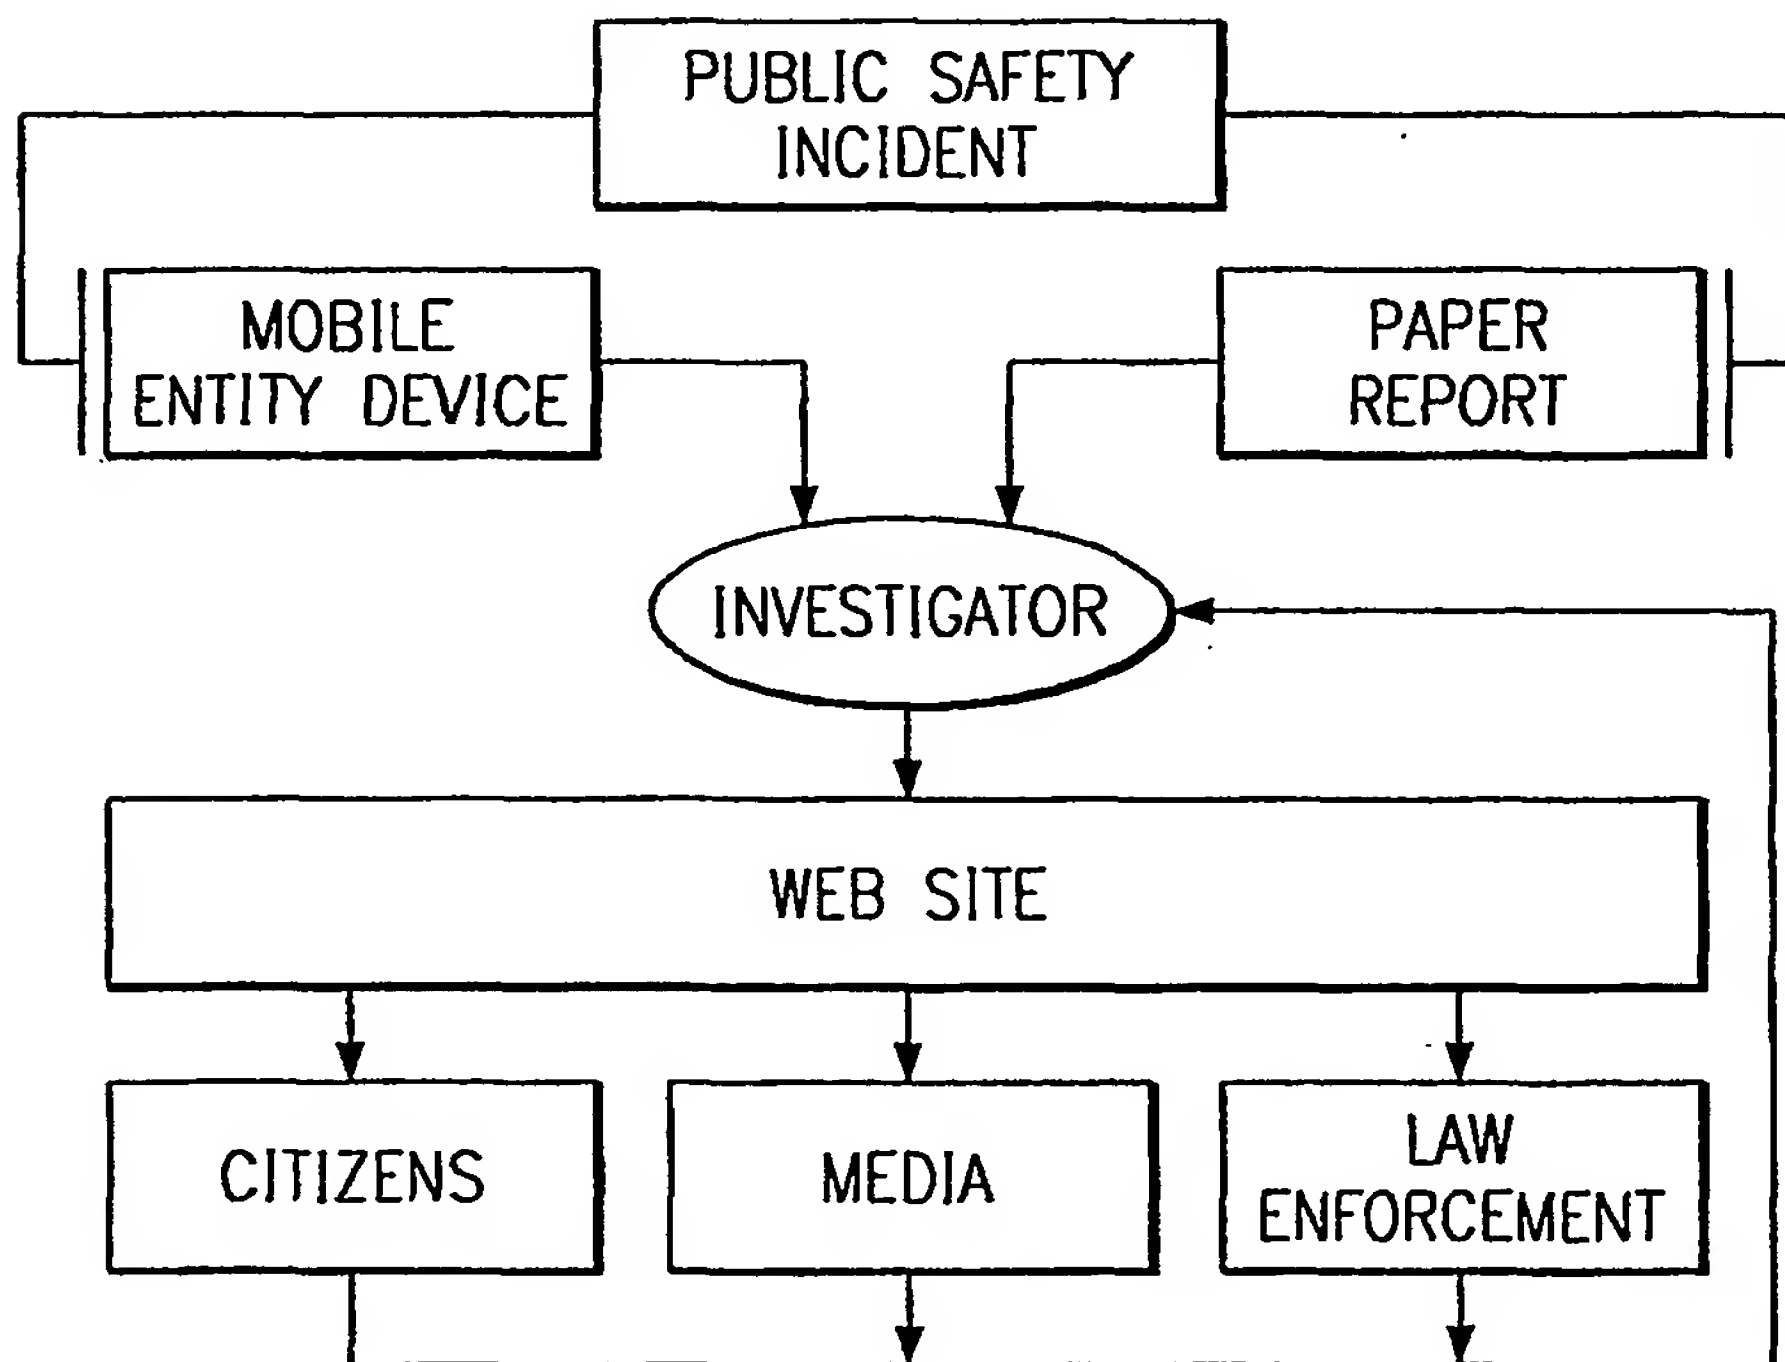 PUBLIC SAFETY
INCIDENT
MOBILE
ENTITY DEVICE
PAPER
REPORT
INVESTIGATOR
WEB SITE
CITIZENS
MEDIA
LAW
ENFORCEMENT